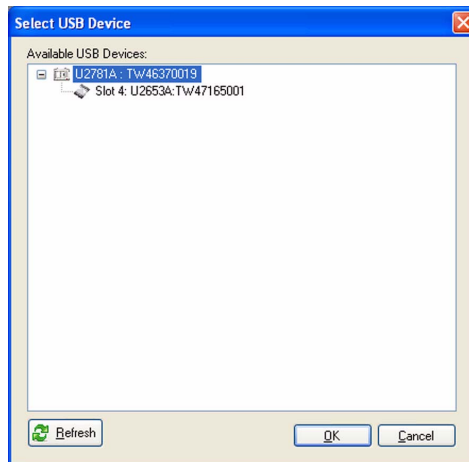 Select USB Device
Available USB Devices:
U2781A : TW46370019
Slot 4: U2653A:TW47165001
Refresh
OK
Cancel